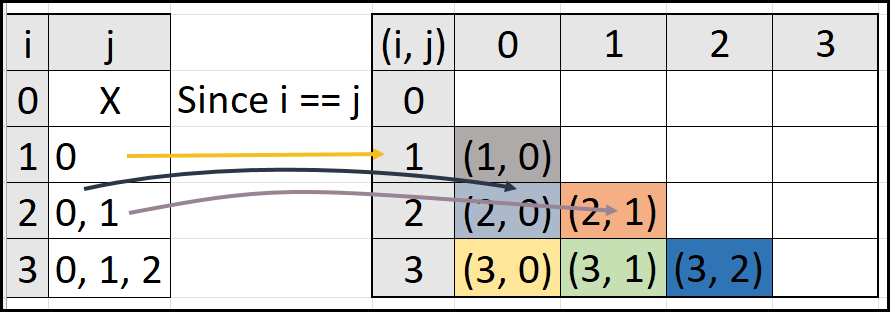 i j (i, j) 0 1 2 3
0 X Since i == j 0
1 0 1 (1, 0)
2 0, 1 2 (2, 0) (2, 1)
3 0, 1, 2 3 (3, 0) (3, 1) (3, 2)